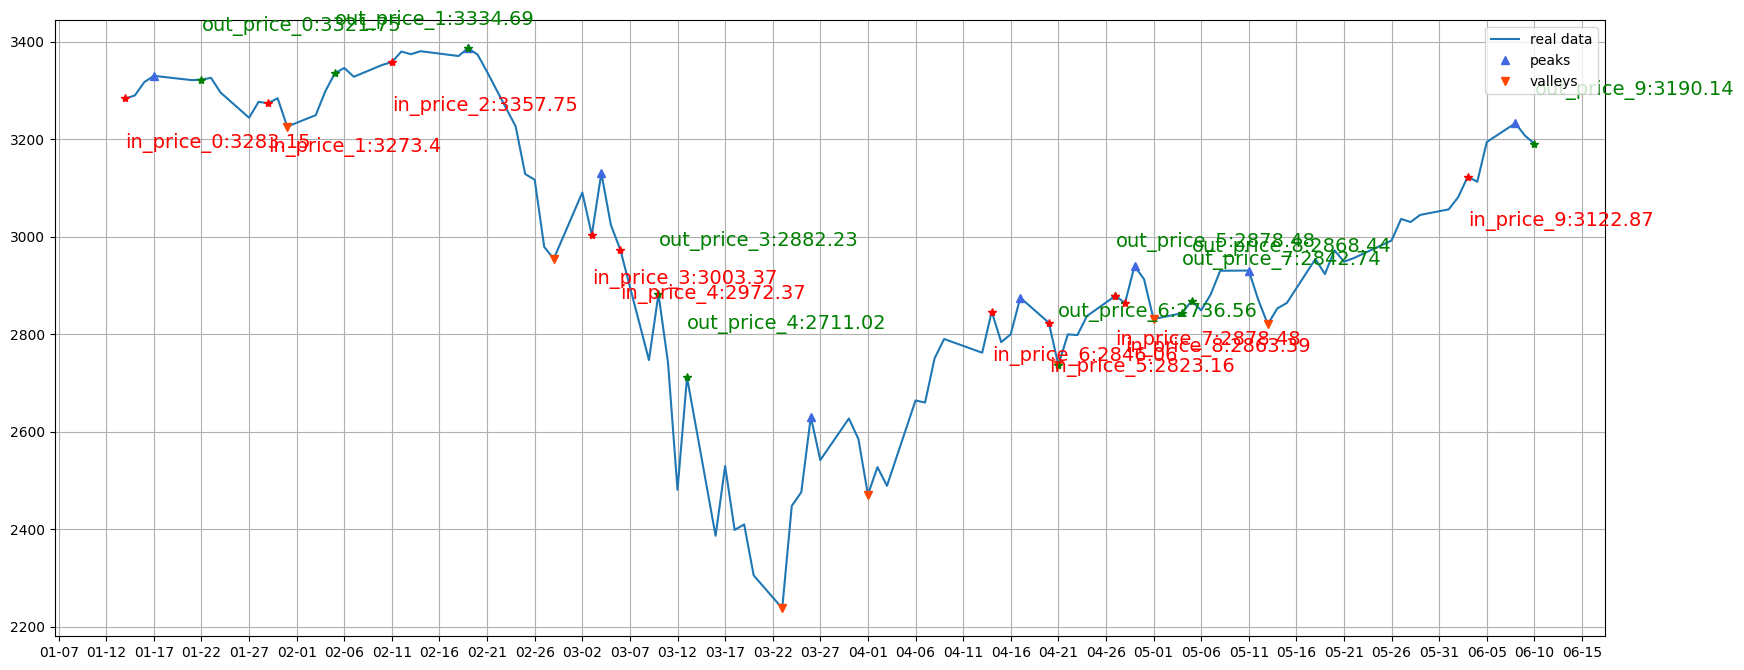 out_price_0:3321.75
out_price_1:3334.69
real data
peaks
valleys
out_price_9:3190.14
in_price_2:3357.75
in_price_0:3283.15
in_price_1:3273.4
out_price_3:2882.23
in_price_9:3122.87
out_price_5:2878.48
out_price_8:2868.44
out_price_7:2842.74
in_price_3:3003.37
in_price_4:2972.37
out_price_6:2736.56
out_price_4:2711.02
in_price_7:2878.48
in_price_8:2863.39
in_price_6:2846.06
in_price_5:2823.16
3400
3200
3000
2800
2600
2400
2200
01-07 01-12 01-17 01-22 01-27 02-01 02-06 02-11 02-16 02-21 02-26 03-02 03-07 03-12 03-17 03-22 03-27 04-01 04-06 04-11 04-16 04-21 04-26 05-01 05-06 05-11 05-16 05-21 05-26 05-31 06-05 06-10 06-15